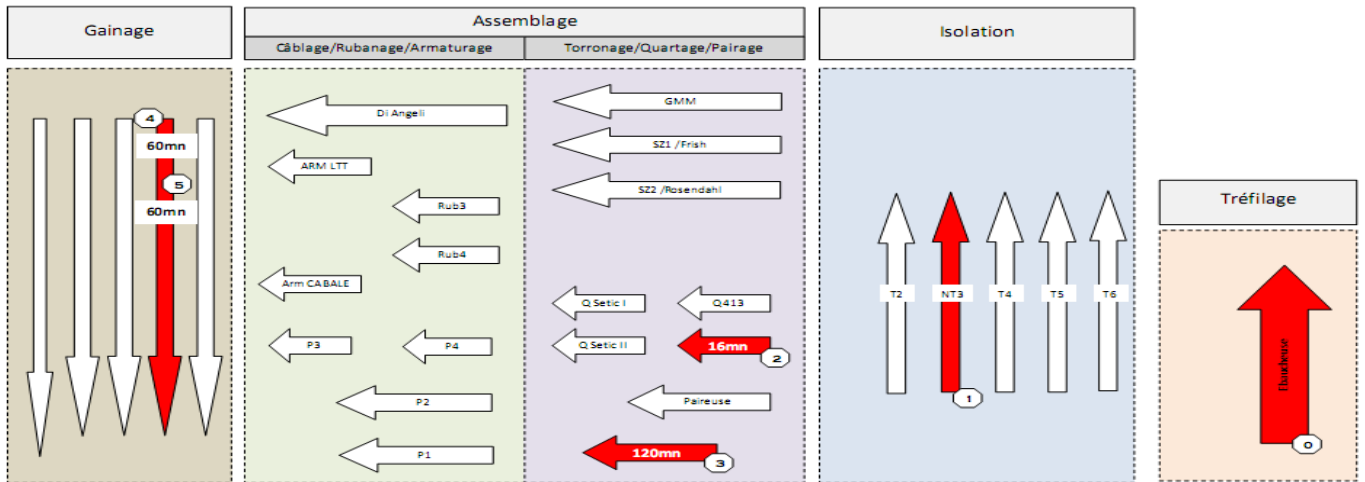 Gainage
4
60mn
5
60mn
Assemblage
Câblage/Rubanage/Armaturage
Torronage/Quartage/Pairage
Di Angeli
ARM LTT
Rub3
Rub4
Arm CABALE
P3
P4
P2
P1
GMM
SZ1 /Frish
SZ2 /Rosendahl
Q Setic I
Q413
Q Setic II
16mn
2
Paireuse
120mn
3
Isolation
T2
NT3
T4
T5
T6
1
Tréfilage
Ebaucheuse
0